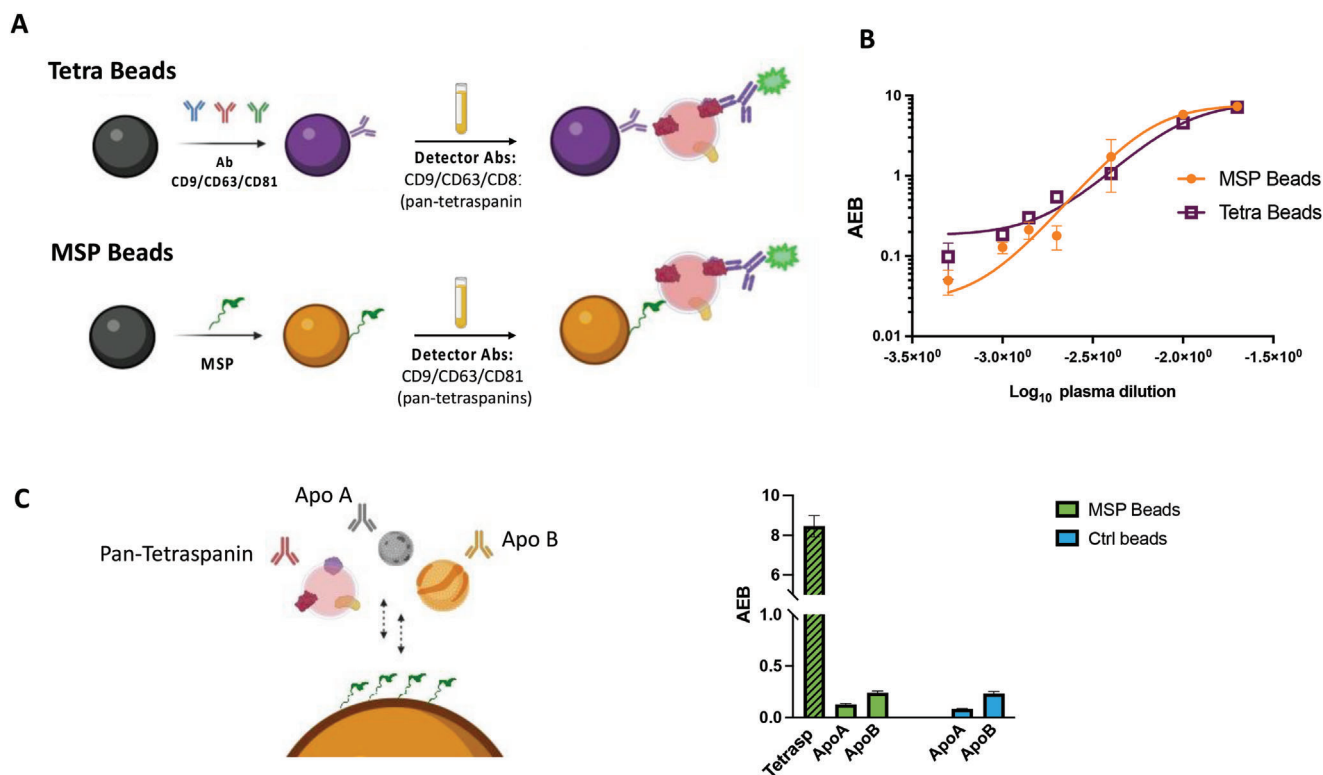 A
Tetra Beads
Ab
CD9/CD63/CD81
Detector Abs:
CD9/CD63/CD8:
(pan-tetraspanin
MSP Beads
MSP
Detector Abs:
CD9/CD63/CD81
(pan-tetraspanins)
B
AEB
10
1
0.1
0.01
-3.5×10⁰
-3.0×10⁰
-2.5×10⁰
-2.0×10⁰
-1.5×10⁰
Log₁₀ plasma dilution
MSP Beads
Tetra Beads
C
Apo A
Pan-Tetraspanin
Apo B
AEB
10
8
6
1.0
0.5
0.0
Tetrasp
ApoA
ApoB
ApoA
ApoB
MSP Beads
Ctrl beads